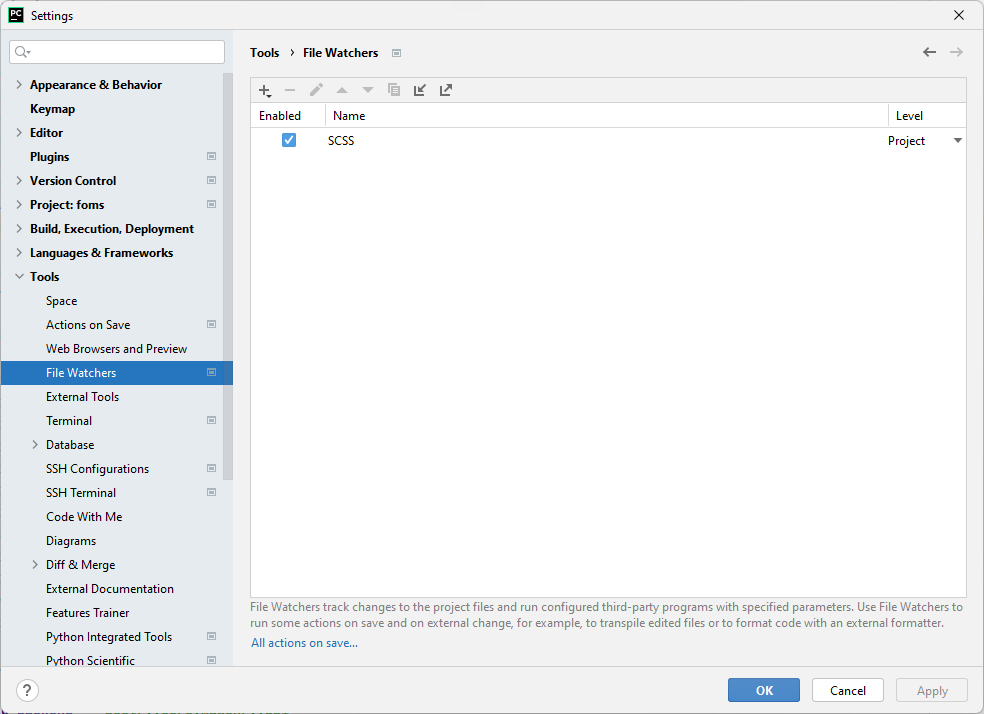 PC
Settings
Tools › File Watchers
Appearance & Behavior
Keymap
Editor
Plugins
Version Control
Project: foms
Build, Execution, Deployment
Languages & Frameworks
Tools
Space
Actions on Save
Web Browsers and Preview
File Watchers
External Tools
Terminal
Database
SSH Configurations
SSH Terminal
Code With Me
Diagrams
Diff & Merge
External Documentation
Features Trainer
Python Integrated Tools
Python Scientific
Enabled Name Level
SCSS Project
File Watchers track changes to the project files and run configured third-party programs with specified parameters. Use File Watchers to
run some actions on save and on external change, for example, to transpile edited files or to format code with an external formatter.
All actions on save...
? OK Cancel Apply